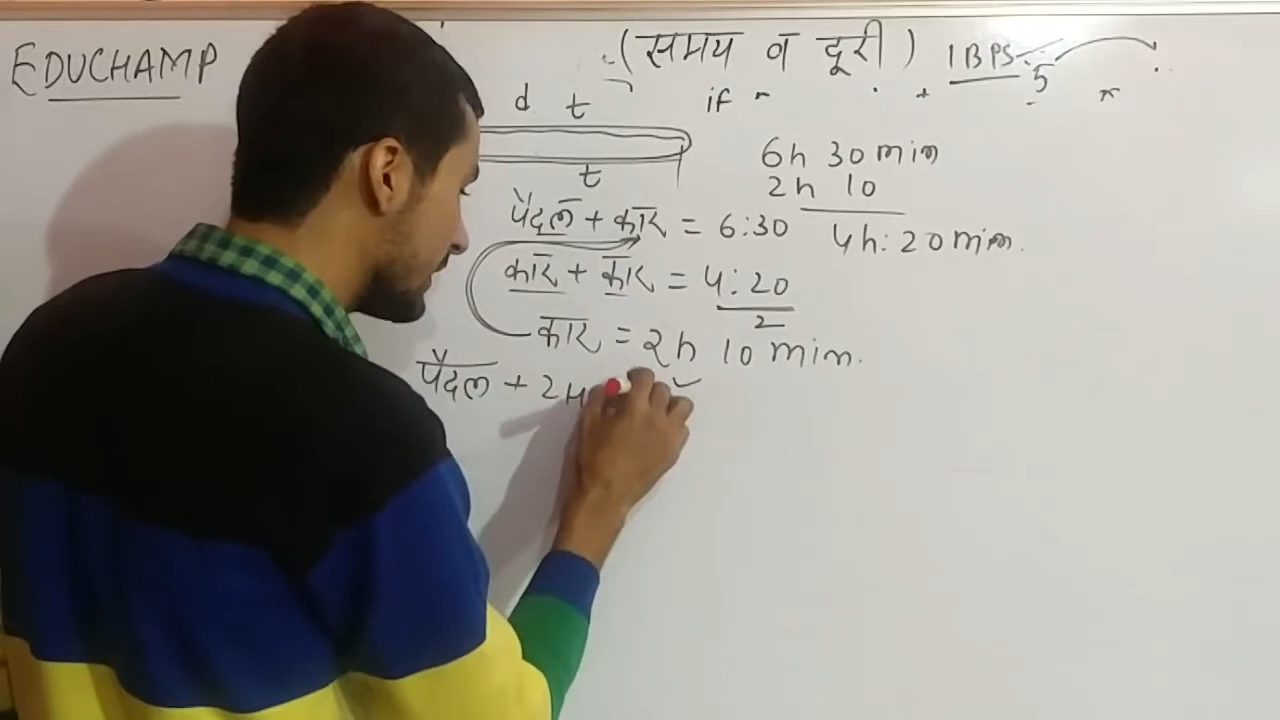 EDUCHAMP
(समय व दूरी) IBPS
5
d t if
t
6h 30 min
2h 10
4h: 20 min.
पैदल + कार = 6:30
कार + कार = 4:20
2
कार = 2h 10 min.
पैदल + 2H